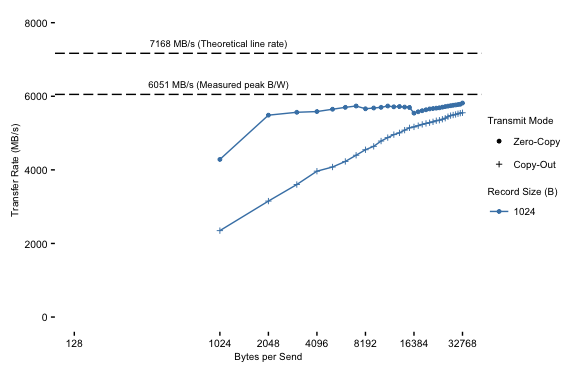 8000
7168 MB/s (Theoretical line rate)
6051 MB/s (Measured peak B/W)
6000
4000
2000
0
Transfer Rate (MB/s)
128
1024
2048
4096
8192
16384
32768
Bytes per Send
Transmit Mode
Zero-Copy
Copy-Out
Record Size (B)
1024